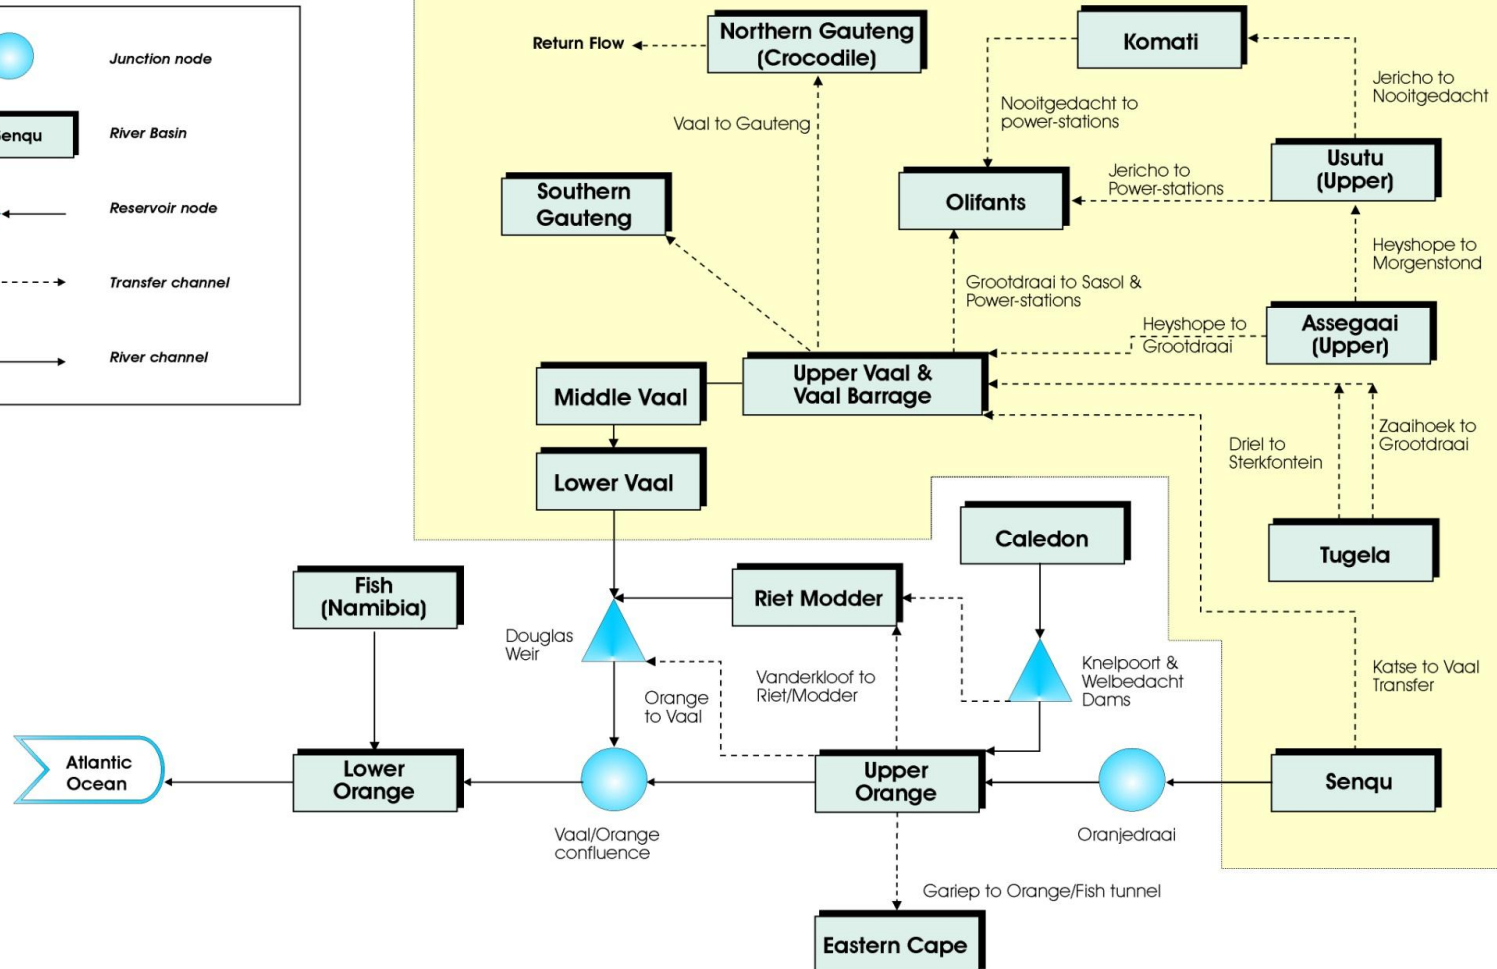 Junction node
Senqu
River Basin
Reservoir node
Transfer channel
River channel
Return Flow
Northern Gauteng
(Crocodile)
Komati
Jericho to
Nooitgedacht
Nooitgedacht to
power-stations
Vaal to Gauteng
Usutu
(Upper)
Jericho to
Power-stations
Southern
Gauteng
Olifants
Heyshope to
Morgenstond
Grootdraai to Sasol &
Power-stations
Heyshope to
Grootdraai
Assegaai
(Upper)
Upper Vaal &
Vaal Barrage
Middle Vaal
Zaaihoek to
Grootdraai
Driel to
Sterkfontein
Lower Vaal
Caledon
Tugela
Fish
(Namibia)
Riet Modder
Douglas
Weir
Knelpoort &
Welbedacht
Dams
Vanderkloof to
Riet/Modder
Katse to Vaal
Transfer
Orange
to Vaal
Atlantic
Ocean
Lower
Orange
Upper
Orange
Senqu
Vaal/Orange
confluence
Oranjedraai
Gariep to Orange/Fish tunnel
Eastern Cape